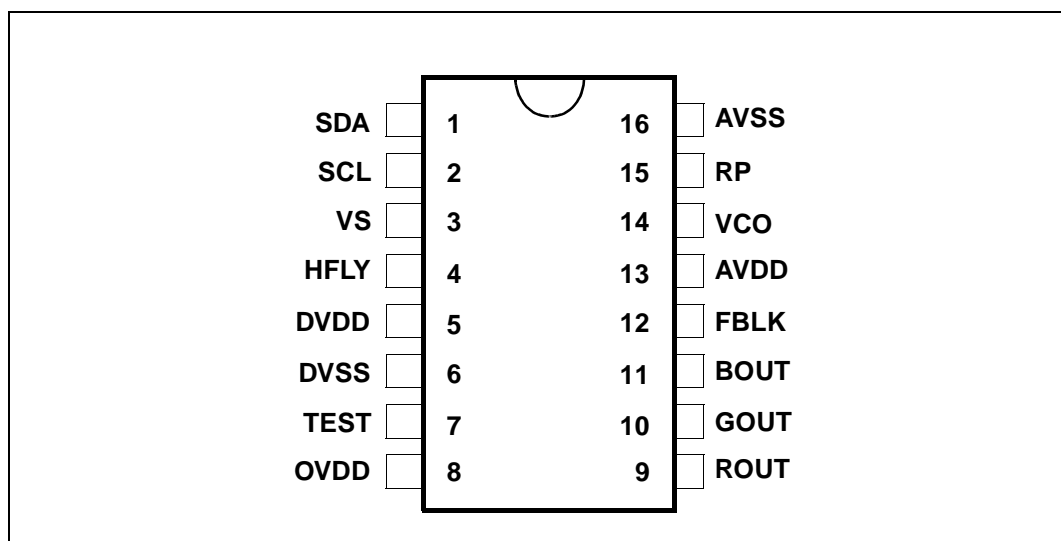 SDA 1 16 AVSS
SCL 2 15 RP
VS 3 14 VCO
HFLY 4 13 AVDD
DVDD 5 12 FBLK
DVSS 6 11 BOUT
TEST 7 10 GOUT
OVDD 8 9 ROUT